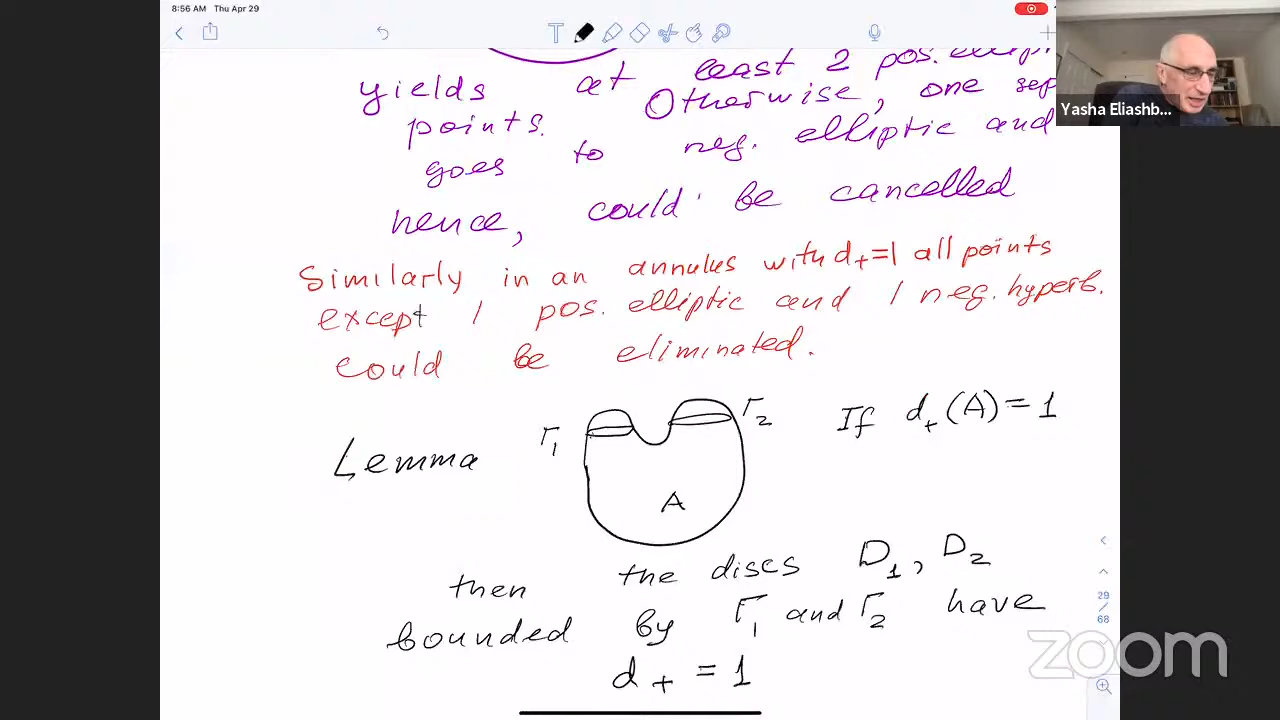 8:56 AM Thu Apr 29
Yasha Eliashb...
yields at least 2 pos.
points. Otherwise, one sep
goes to neg. elliptic and
hence, could be cancelled
Similarly in an annulus with d+=1 all points
except 1 pos. elliptic and 1 neg. hyperb.
could be eliminated.
Lemma Γ1 Γ2 A If d+(A)=1
then the discs D1, D2
bounded by Γ1 and Γ2 have
d+ = 1
29
/
68
zoom